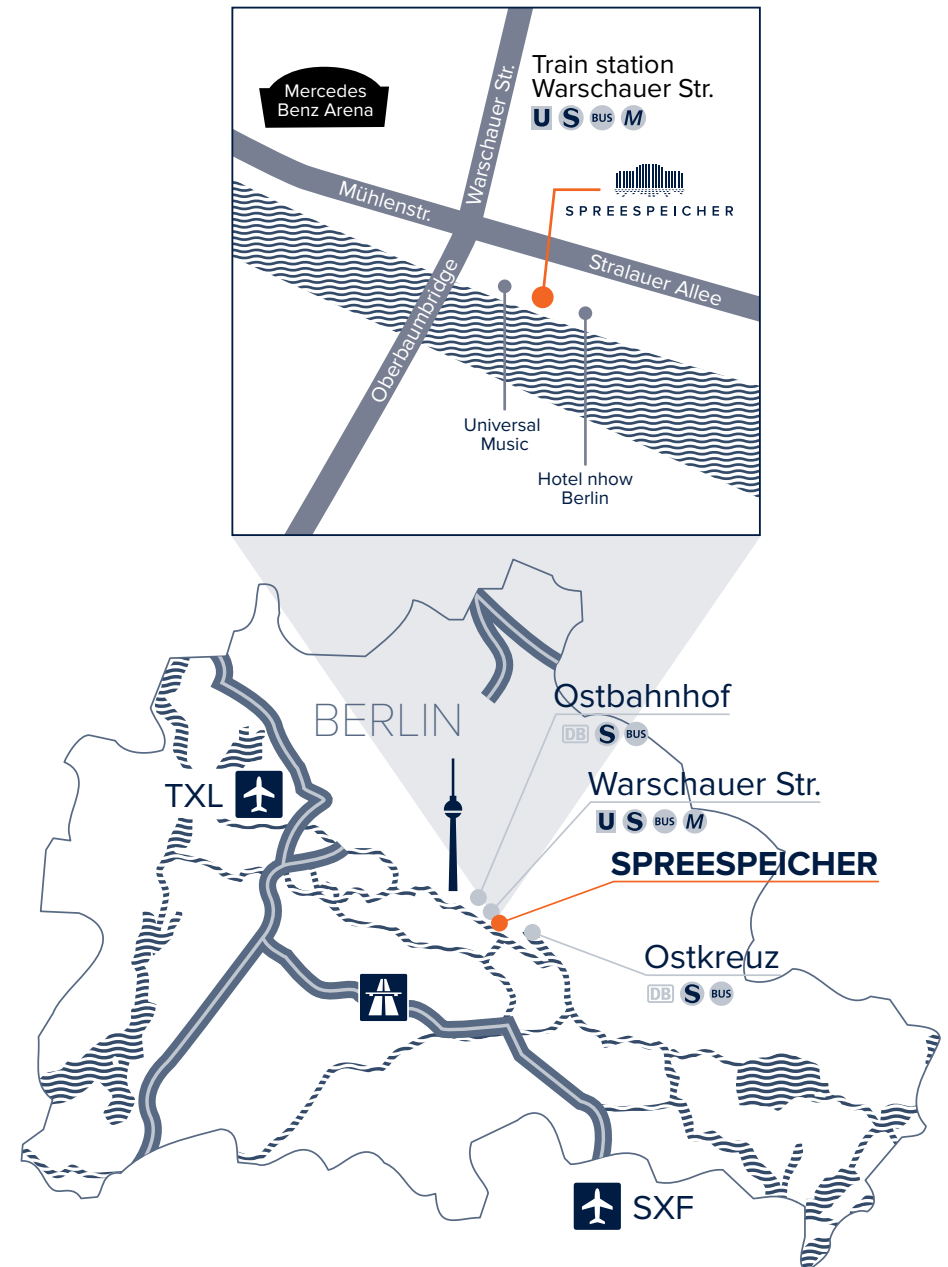 Train station
Warschauer Str.
U S BUS M
Mercedes
Benz Arena
Warschauer Str.
SPREESPEICHER
Mühlenstr.
Stralauer Allee
Oberbaumbridge
Universal
Music
Hotel nhow
Berlin
BERLIN
Ostbahnhof
DB S BUS
TXL
Warschauer Str.
U S BUS M
SPREESPEICHER
Ostkreuz
DB S BUS
SXF